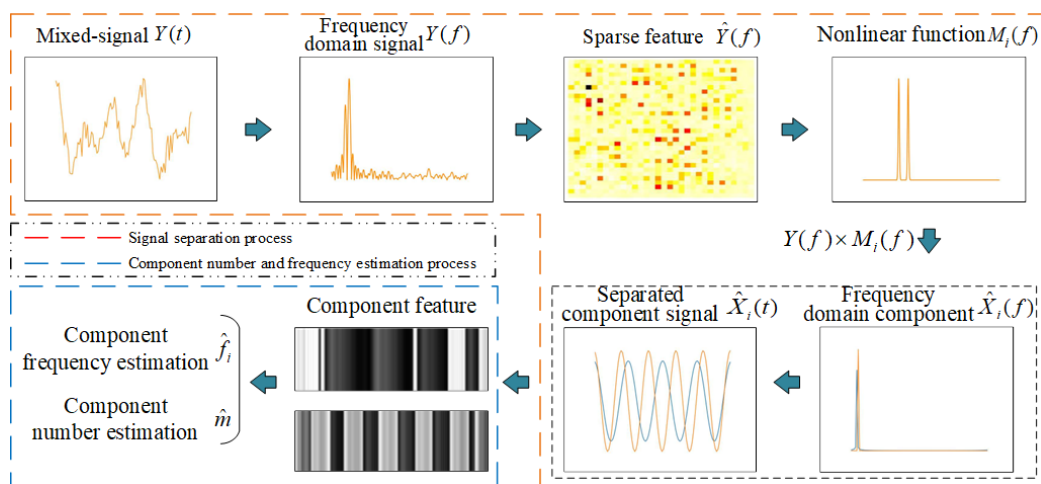 Mixed-signal Y(t)
Frequency
domain signal Y(f)
Sparse feature Ŷ(f)
Nonlinear function M_i(f)
Y(f)×M_i(f)
Signal separation process
Component number and frequency estimation process
Separated
component signal X̂_i(t)
Frequency
domain component X̂_i(f)
Component feature
Component
frequency estimation f̂_i
Component
number estimation m̂